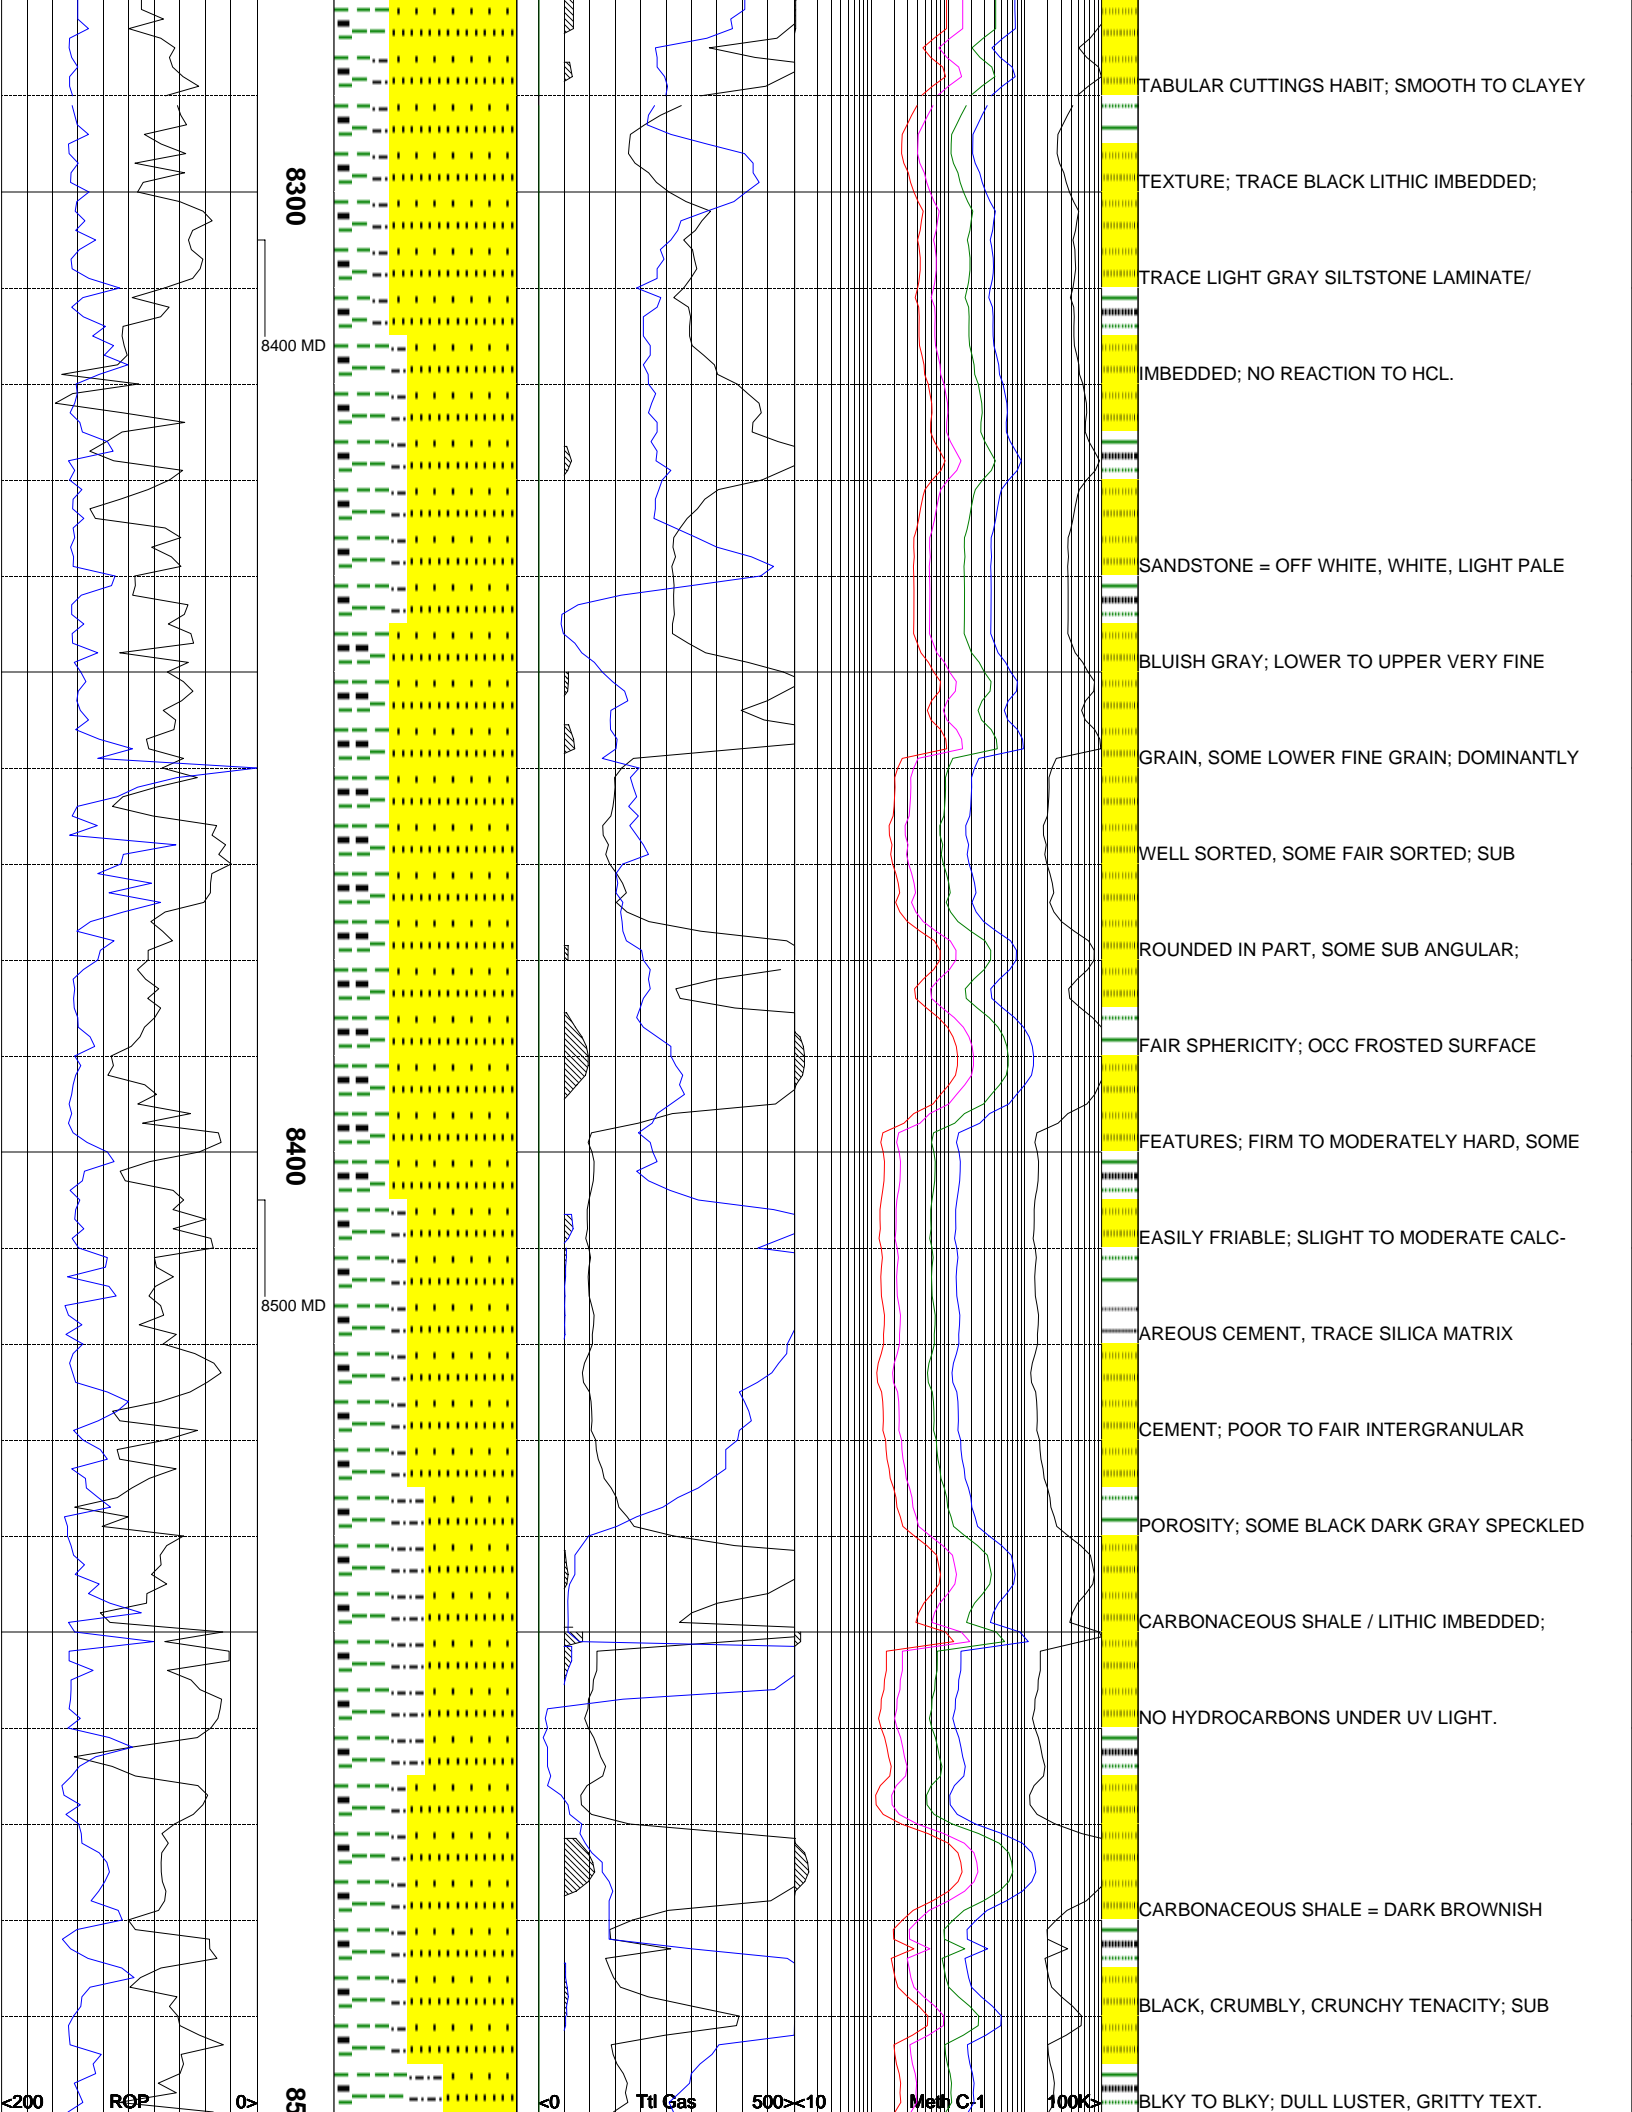 TABULAR CUTTINGS HABIT; SMOOTH TO CLAYEY
TEXTURE; TRACE BLACK LITHIC IMBEDDED;
8300
TRACE LIGHT GRAY SILTSTONE LAMINATE/
8400 MD
IMBEDDED; NO REACTION TO HCL.
SANDSTONE = OFF WHITE, WHITE, LIGHT PALE
BLUISH GRAY; LOWER TO UPPER VERY FINE
GRAIN, SOME LOWER FINE GRAIN; DOMINANTLY
WELL SORTED, SOME FAIR SORTED; SUB
ROUNDED IN PART, SOME SUB ANGULAR;
FAIR SPHERICITY; OCC FROSTED SURFACE
FEATURES; FIRM TO MODERATELY HARD, SOME
8400
EASILY FRIABLE; SLIGHT TO MODERATE CALC-
8500 MD
AREOUS CEMENT, TRACE SILICA MATRIX
CEMENT; POOR TO FAIR INTERGRANULAR
POROSITY; SOME BLACK DARK GRAY SPECKLED
CARBONACEOUS SHALE / LITHIC IMBEDDED;
NO HYDROCARBONS UNDER UV LIGHT.
CARBONACEOUS SHALE = DARK BROWNISH
BLACK, CRUMBLY, CRUNCHY TENACITY; SUB
85
<200 ROP 0> <0 Ttl Gas 500> <10 Meth C-1 100K>
BLKY TO BLKY; DULL LUSTER, GRITTY TEXT.